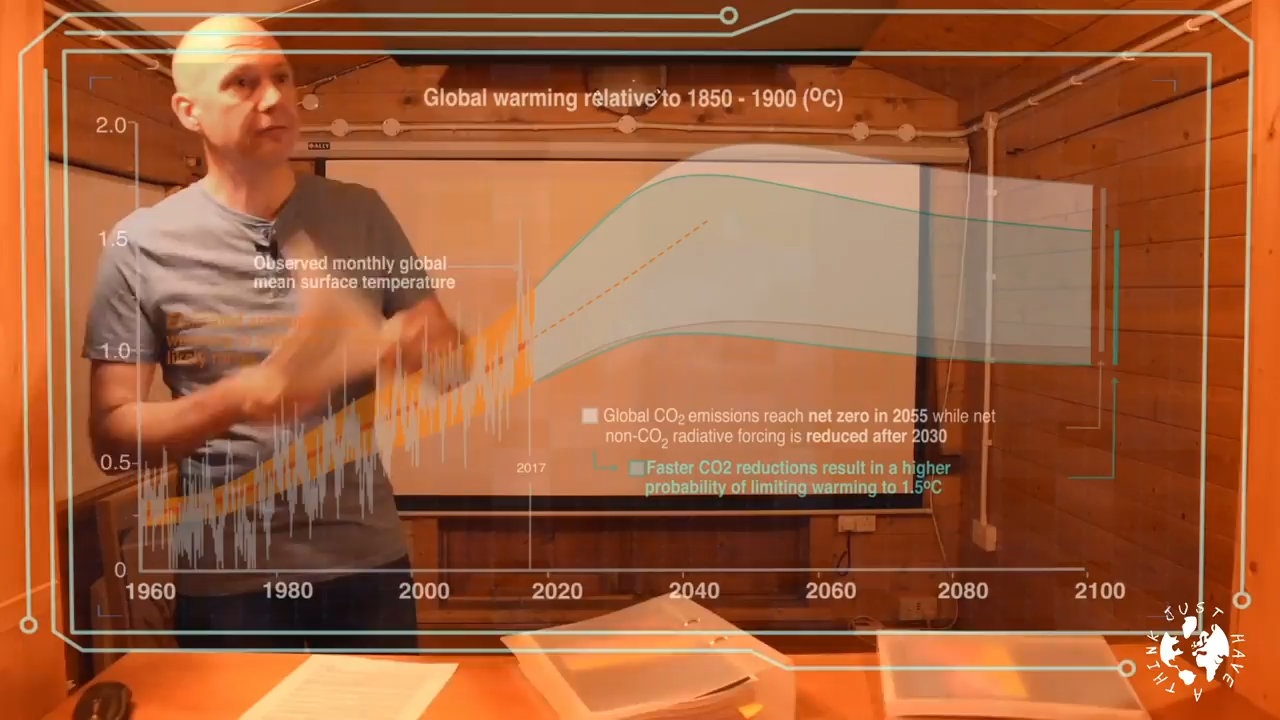 Global warming relative to 1850 - 1900 (ºC)
BALLY
2.0
1.5
1.0
0.5
0
Observed monthly global
mean surface temperature
likely
2017
Global CO2 emissions reach net zero in 2055 while net
non-CO2 radiative forcing is reduced after 2030
Faster CO2 reductions result in a higher
probability of limiting warming to 1.5ºC
1960 1980 2000 2020 2040 2060 2080 2100
JUST HAVE A THINK